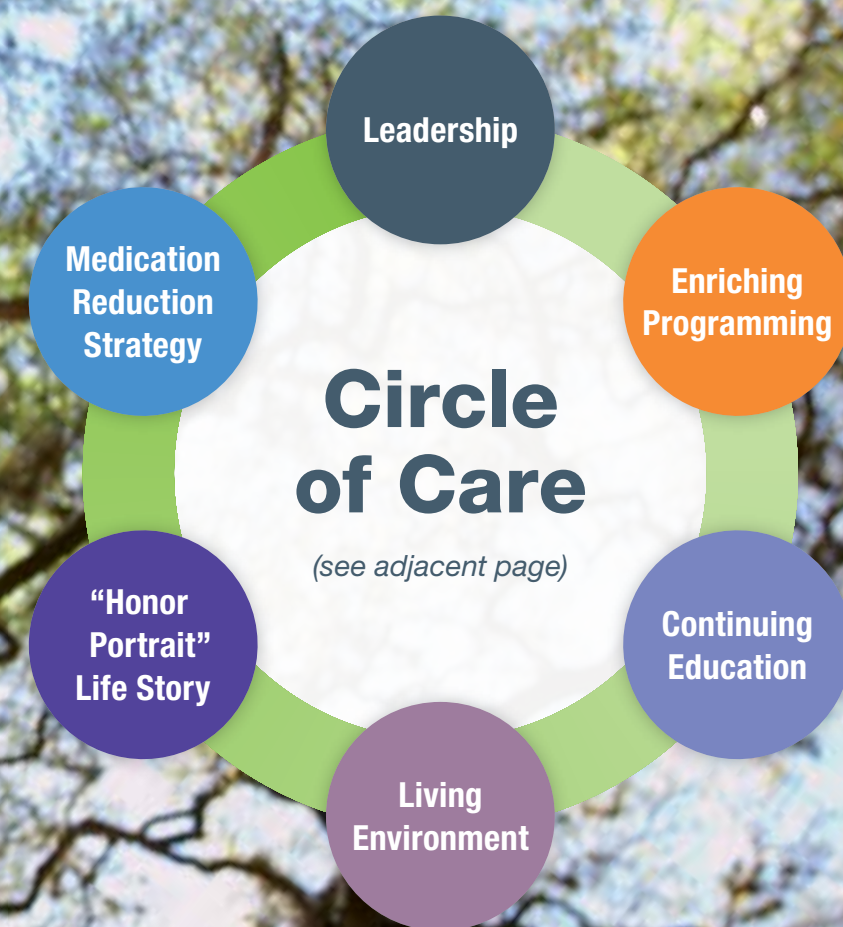 Leadership
Enriching
Programming
Continuing
Education
Living
Environment
“Honor
Portrait”
Life Story
Medication
Reduction
Strategy
Circle
of Care
(see adjacent page)